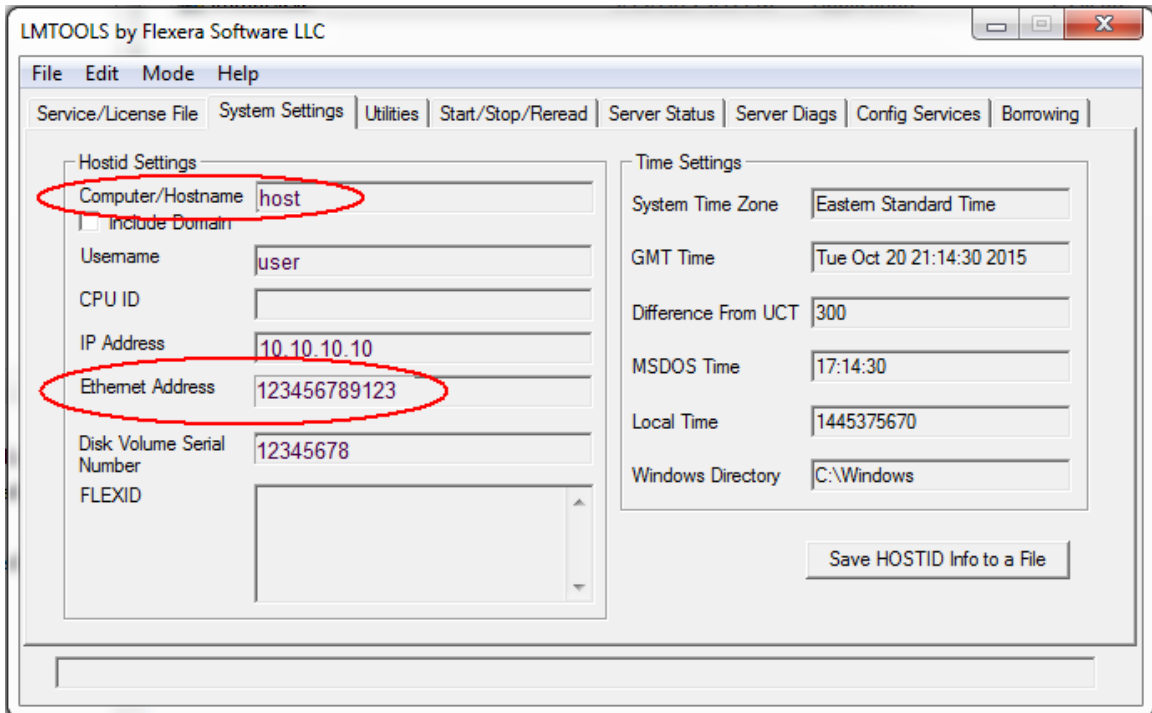 LMTOOLS by Flexera Software LLC
File Edit Mode Help
Service/License File System Settings Utilities Start/Stop/Reread Server Status Server Diags Config Services Borrowing
Hostid Settings
Computer/Hostname host
Include Domain
Username user
CPU ID
IP Address 10.10.10.10
Ethernet Address 123456789123
Disk Volume Serial
Number 12345678
FLEXID
Time Settings
System Time Zone Eastern Standard Time
GMT Time Tue Oct 20 21:14:30 2015
Difference From UCT 300
MSDOS Time 17:14:30
Local Time 1445375670
Windows Directory C:\Windows
Save HOSTID Info to a File